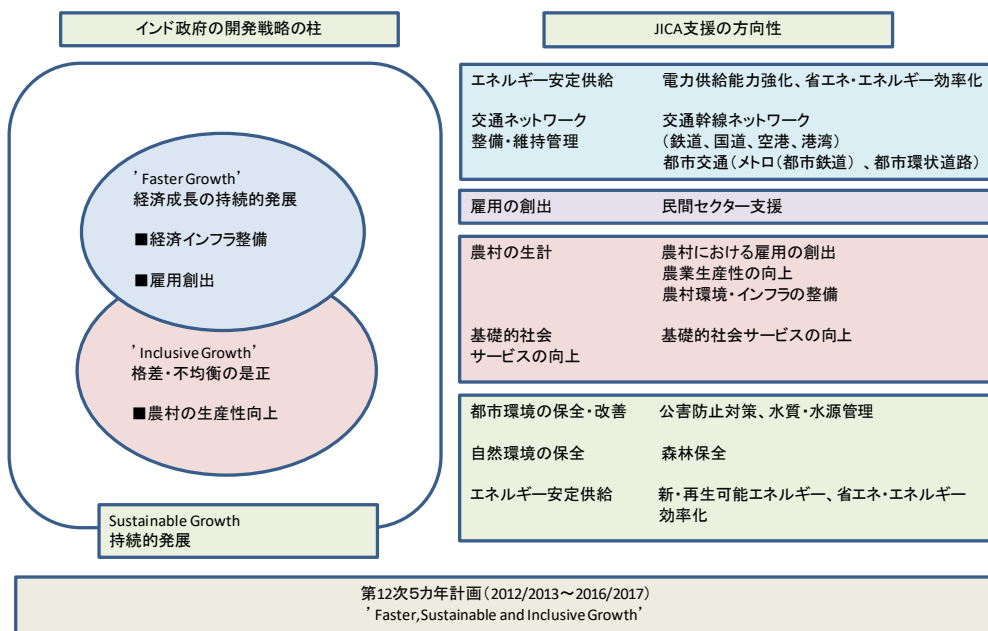 インド政府の開発戦略の柱
JICA支援の方向性
'Faster Growth'
経済成長の持続的発展
■経済インフラ整備
■雇用創出
'Inclusive Growth'
格差・不均衡の是正
■農村の生産性向上
Sustainable Growth
持続的発展
エネルギー安定供給 電力供給能力強化、省エネ・エネルギー効率化
交通ネットワーク 交通幹線ネットワーク
整備・維持管理 (鉄道、国道、空港、港湾)
都市交通(メトロ(都市鉄道) 、都市環状道路)
雇用の創出 民間セクター支援
農村の生計 農村における雇用の創出
農業生産性の向上
農村環境・インフラの整備
基礎的社会 基礎的社会サービスの向上
サービスの向上
都市環境の保全・改善 公害防止対策、水質・水源管理
自然環境の保全 森林保全
エネルギー安定供給 新・再生可能エネルギー、省エネ・エネルギー
効率化
第12次5カ年計画(2012/2013~2016/2017)
'Faster,Sustainable and Inclusive Growth'